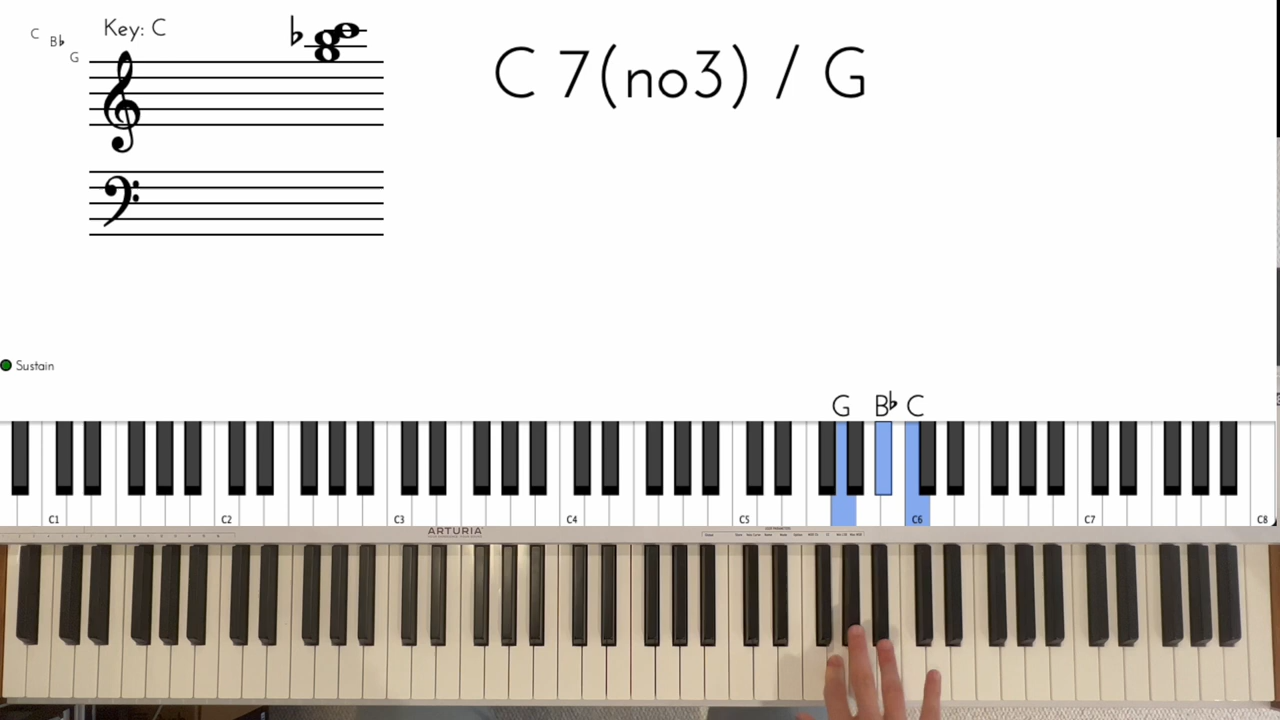 C
B♭
G
Key: C
C 7(no3) / G
Sustain
G B♭ C
C1 C2 C3 C4 C5 C6 C7 C8
ARTURIA